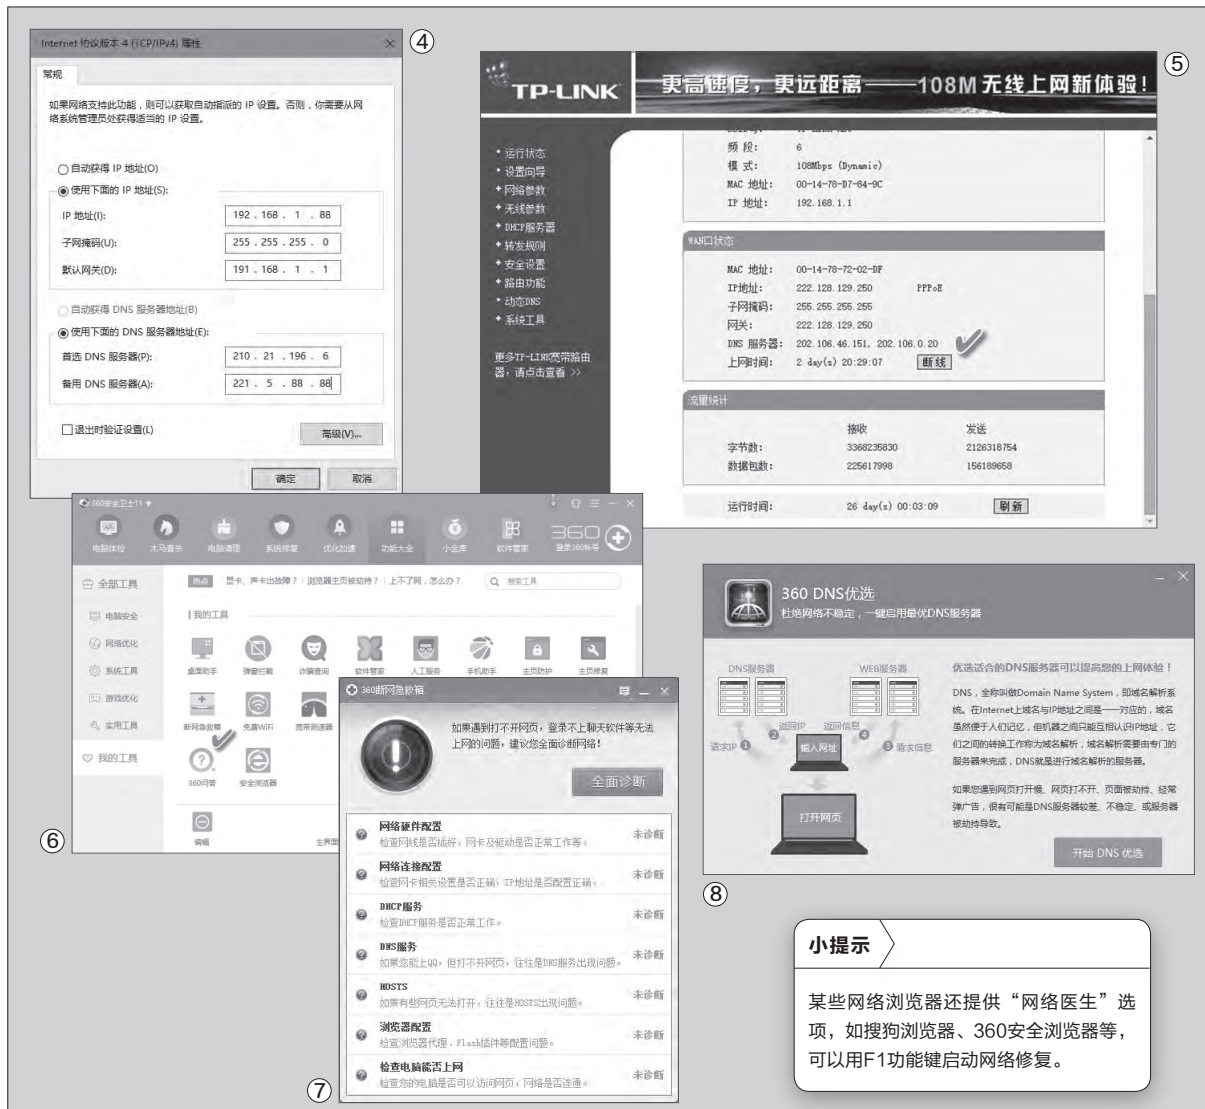 Internet 协议版本 4 (TCP/IPv4) 属性
④
常规
如果网络支持此功能，则可以获取自动指派的 IP 设置。否则，你需要从网
络系统管理员处获得适当的 IP 设置。
自动获得 IP 地址(O)
使用下面的 IP 地址(S):
IP 地址(I): 192 . 168 . 1 . 88
子网掩码(U): 255 . 255 . 255 . 0
默认网关(D): 191 . 168 . 1 . 1
自动获得 DNS 服务器地址(B)
使用下面的 DNS 服务器地址(E):
首选 DNS 服务器(P): 210 . 21 . 196 . 6
备用 DNS 服务器(A): 221 . 5 . 88 . 88
退出时验证设置(L)
高级(V)...
确定 取消
⑤
TP-LINK 更高速度，更远距离——108M 无线上网新体验！
• 运行状态
• 设置向导
• 网络参数
• 无线参数
• DHCP服务器
• 转发规则
• 安全设置
• 路由功能
• 动态DNS
• 系统工具
更多TP-LINK宽带路由
器，请点击查看 >>
频 段: 6
模 式: 108Mbps (Dynamic)
MAC 地址: 00-14-78-D7-64-9C
IP 地址: 192.168.1.1
WAN口状态
MAC 地址: 00-14-78-72-02-DF
IP地址: 222.128.129.250 PPPoE
子网掩码: 255.255.255.255
网关: 222.128.129.250
DNS 服务器: 202.106.46.151, 202.106.0.20
上网时间: 2 day(s) 20:29:07 断线
流量统计
接收 发送
字节数: 3368235830 2126318754
数据包数: 225617998 156189658
运行时间: 26 day(s) 00:03:09 刷新
360安全卫士11
电脑体检 木马查杀 电脑清理 系统修复 优化加速 功能大全 小金库 软件管家 360 登录360帐号
全部工具
电脑安全
网络优化
系统工具
游戏优化
实用工具
我的工具
热点 显卡、声卡出故障？ 浏览器主页被劫持？ 上不了网，怎么办？ 搜索工具
我的工具
桌面助手 弹窗拦截 诈骗查询 软件管家 人工服务 手机助手 主页防护 主页修复
断网急救箱 免费WiFi 宽带测速器
360问答 安全浏览器
编辑 主界面
⑥
360断网急救箱
如果遇到打不开网页，登录不上聊天软件等无法
上网的问题，建议您全面诊断网络！
全面诊断
网络硬件配置
检查网线是否插好，网卡及驱动是否正常工作等。 未诊断
网络连接配置
检查网卡相关设置是否正确，IP地址是否配置正确。 未诊断
DHCP服务
检查DHCP服务是否正常工作。 未诊断
DNS服务
如果您能上QQ，但打不开网页，往往是DNS服务出现问题。 未诊断
HOSTS
如果有些网页无法打开，往往是HOSTS出现问题。 未诊断
浏览器配置
检查浏览器代理，Flash插件等配置问题。 未诊断
检查电脑能否上网
检查您的电脑是否可以访问网页，网络是否连通。 未诊断
⑦
360 DNS优选
杜绝网络不稳定，一键启用最优DNS服务器
DNS服务器 WEB服务器
返回IP 返回信息
② ④
请求IP ① 输入网址 ③ 请求信息
打开网页
优选适合的DNS服务器可以提高您的上网体验！
DNS，全称叫做Domain Name System，即域名解析系
统。在Internet上域名与IP地址之间是一一对应的，域名
虽然便于人们记忆，但机器之间只能互相认识IP地址，它
们之间的转换工作称为域名解析，域名解析需要由专门的
服务器来完成，DNS就是进行域名解析的服务器。
如果您遇到网页打开慢、网页打不开、页面被劫持、经常
弹广告，很有可能是DNS服务器较差、不稳定、或服务器
被劫持导致。
开始 DNS 优选
⑧
小提示
某些网络浏览器还提供“网络医生”选
项，如搜狗浏览器、360安全浏览器等，
可以用F1功能键启动网络修复。